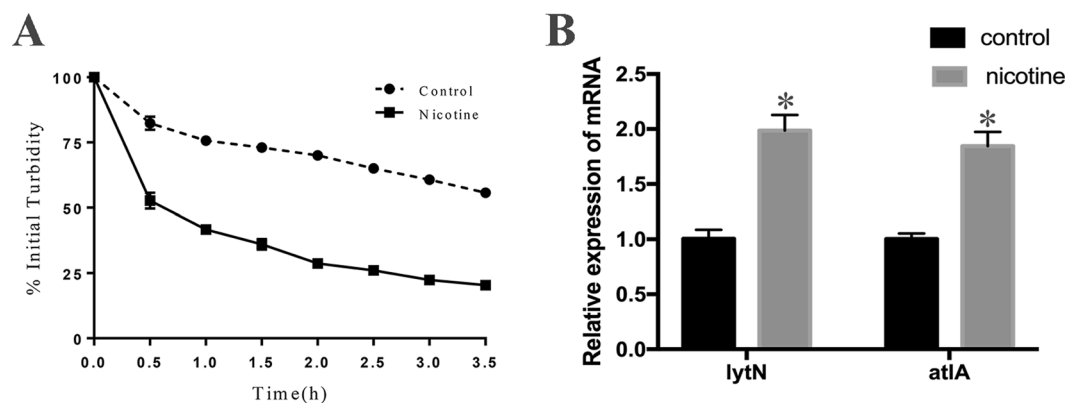 A
% Initial Turbidity
100
75
50
25
0
0.0 0.5 1.0 1.5 2.0 2.5 3.0 3.5
Time(h)
Control
Nicotine
B
control
nicotine
Relative expression of mRNA
2.5
2.0
1.5
1.0
0.5
0.0
*
*
lytN atlA